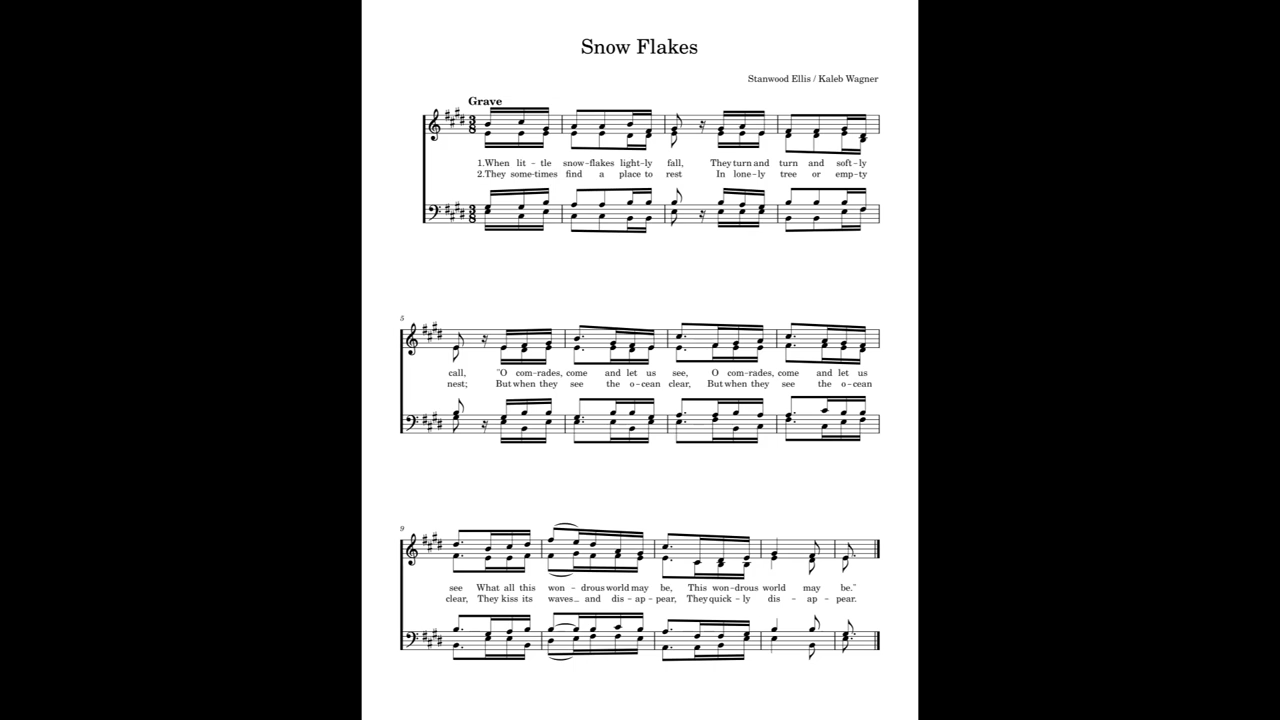 Snow Flakes
Stanwood Ellis / Kaleb Wagner
Grave
3 8
1.When lit - tle snow-flakes light-ly fall, They turn and turn and soft-ly
2.They some-times find a place to rest In lone-ly tree or emp-ty
3 8
5
call, "O com-rades, come and let us see, O com-rades, come and let us
nest; But when they see the o-cean clear, But when they see the o-cean
9
see What all this won - drous world may be, This won-drous world may be."
clear, They kiss its waves_ and dis-ap-pear, They quick-ly dis - ap - pear.